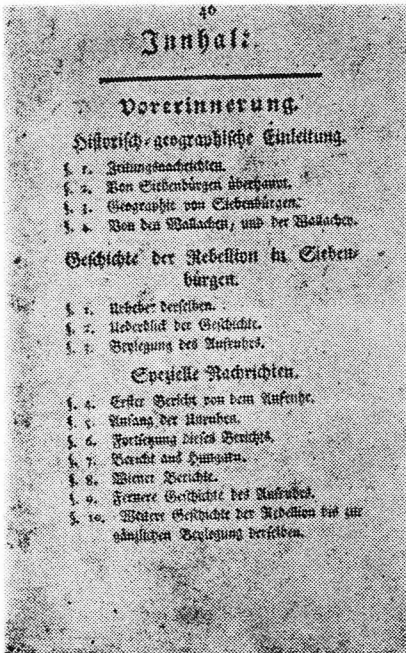 40
Innhalt.
Vorerinnerung.
Historisch-geographische Einleitung.
§. 1. Zeitungsnachrichten.
§. 2. Von Siebenbürgen überhaupt.
§. 3. Geographie von Siebenbürgen.
§. 4. Von den Wallachen, und der Wallachey.
Geschichte der Rebellion in Sieben-
bürgen.
§. 1. Urheber derselben.
§. 2. Ueberblick der Geschichte.
§. 3. Beylegung des Aufruhrs.
Spezielle Nachrichten.
§. 4. Erster Bericht von dem Aufruhr.
§. 5. Anfang der Unruhen.
§. 6. Fortsetzung dieses Berichts.
§. 7. Bericht aus Hungarn.
§. 8. Wiener Berichte.
§. 9. Fernere Geschichte des Aufruhrs.
§. 10. Weitere Geschichte der Rebellion bis zur
gänzlichen Beylegung derselben.